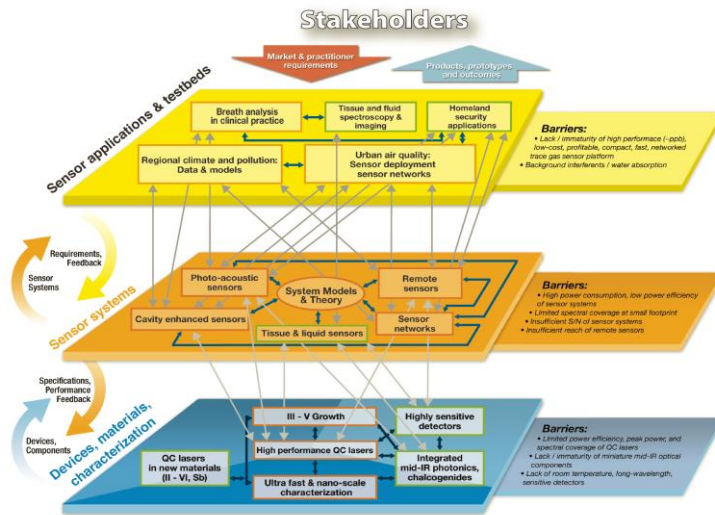 Stakeholders
Market & practitioner
requirements
Products, prototypes
and outcomes
Sensor applications & testbeds
Breath analysis
in clinical practice
Tissue and fluid
spectroscopy &
imaging
Homeland
security
applications
Regional climate and pollution:
Data & models
Urban air quality:
Sensor deployment
sensor networks
Barriers:
• Lack / immaturity of high performace (~ppb),
low-cost, profitable, compact, fast, networked
trace gas sensor platform
• Background interferents / water absorption
Requirements,
Feedback
Sensor
Systems
Sensor systems
Photo-acoustic
sensors
System Models
& Theory
Remote
sensors
Cavity enhanced sensors
Tissue & liquid sensors
Sensor
networks
Barriers:
• High power consumption, low power efficiency
of sensor systems
• Limited spectral coverage at small footprint
• Insufficient S/N of sensor systems
• Insufficient reach of remote sensors
Specifications,
Performance
Feedback
Devices,
Components
Devices, materials,
characterization
III - V Growth
Highly sensitive
detectors
QC lasers
in new materials
(II - VI, Sb)
High performance QC lasers
Integrated
mid-IR photonics,
chalcogenides
Ultra fast & nano-scale
characterization
Barriers:
• Limited power efficiency, peak power, and
spectral coverage of QC lasers
• Lack / immaturity of miniature mid-IR optical
components
• Lack of room temperature, long-wavelength,
sensitive detectors